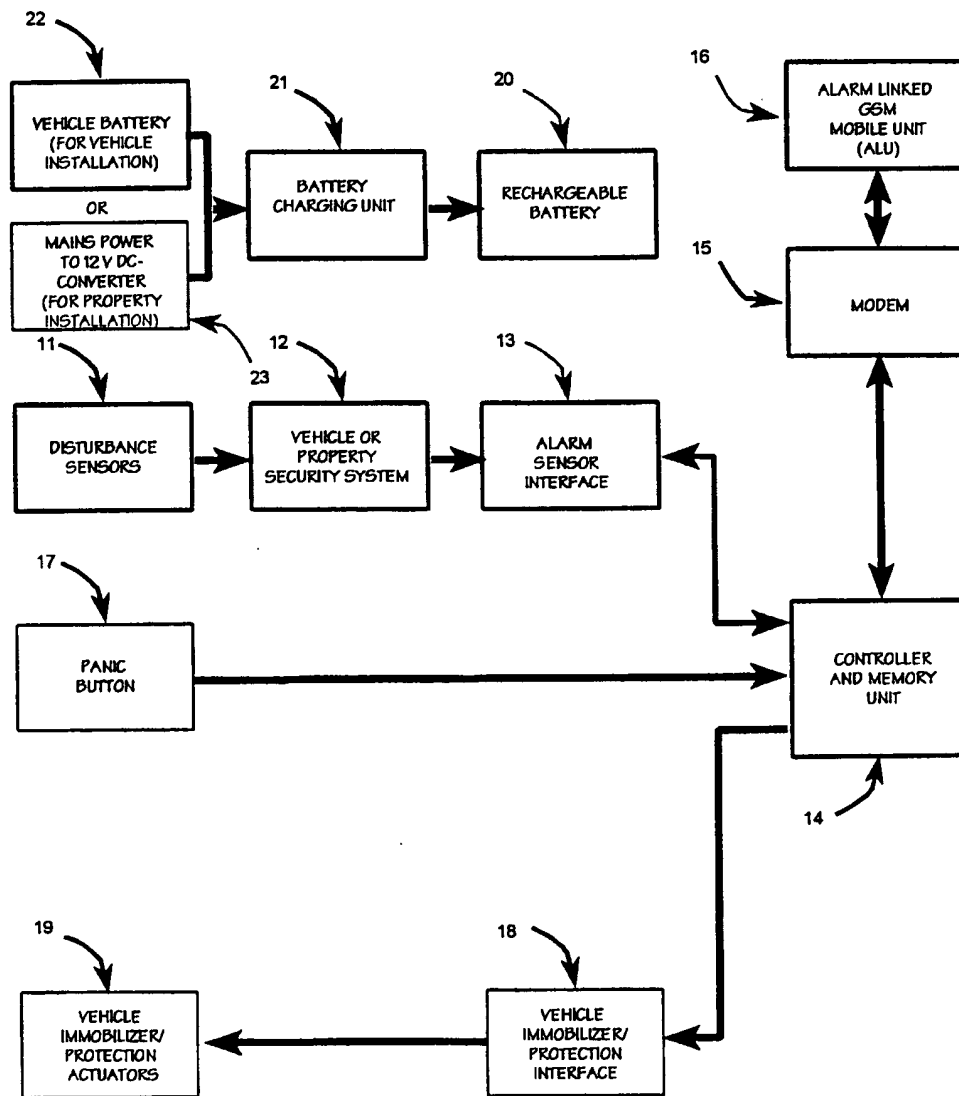 22
VEHICLE BATTERY
(FOR VEHICLE
INSTALLATION)
OR
MAINS POWER
TO 12V DC-
CONVERTER
(FOR PROPERTY
INSTALLATION)
23
21
BATTERY
CHARGING UNIT
20
RECHARGEABLE
BATTERY
16
ALARM LINKED
GSM
MOBILE UNIT
(ALU)
15
MODEM
11
DISTURBANCE
SENSORS
12
VEHICLE OR
PROPERTY
SECURITY SYSTEM
13
ALARM
SENSOR
INTERFACE
17
PANIC
BUTTON
CONTROLLER
AND MEMORY
UNIT
14
19
VEHICLE
IMMOBILIZER/
PROTECTION
ACTUATORS
18
VEHICLE
IMMOBILIZER/
PROTECTION
INTERFACE